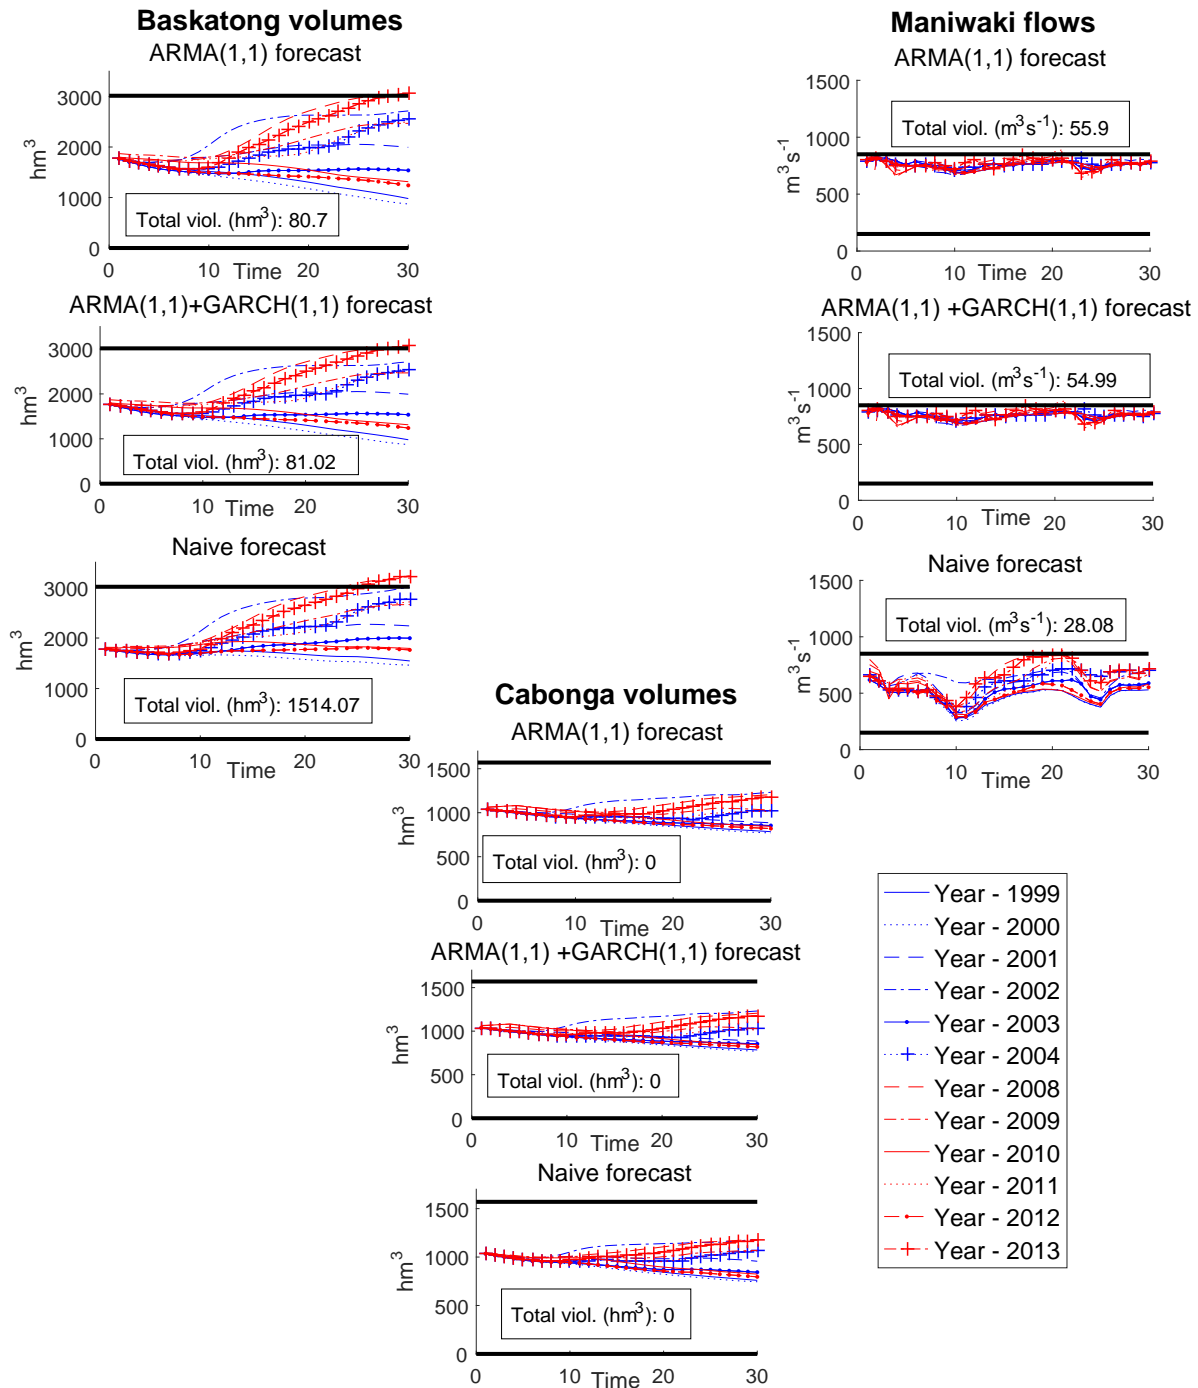 Baskatong volumes
ARMA(1,1) forecast
3000
2000
1000
0
hm³
Total viol. (hm³): 80.7
0 10 20 30
Time
ARMA(1,1)+GARCH(1,1) forecast
3000
2000
1000
0
hm³
Total viol. (hm³): 81.02
0 10 20 30
Time
Naive forecast
3000
2000
1000
0
hm³
Total viol. (hm³): 1514.07
0 10 20 30
Time
Cabonga volumes
ARMA(1,1) forecast
1500
1000
500
0
hm³
Total viol. (hm³): 0
0 10 20 30
Time
ARMA(1,1) +GARCH(1,1) forecast
1500
1000
500
0
hm³
Total viol. (hm³): 0
0 10 20 30
Time
Naive forecast
1500
1000
500
0
hm³
Total viol. (hm³): 0
0 10 20 30
Time
Maniwaki flows
ARMA(1,1) forecast
1500
1000
500
0
m³s⁻¹
Total viol. (m³s⁻¹): 55.9
0 10 20 30
Time
ARMA(1,1) +GARCH(1,1) forecast
1500
1000
500
0
m³s⁻¹
Total viol. (m³s⁻¹): 54.99
0 10 20 30
Time
Naive forecast
1500
1000
500
0
m³s⁻¹
Total viol. (m³s⁻¹): 28.08
0 10 20 30
Time
Year - 1999
Year - 2000
Year - 2001
Year - 2002
Year - 2003
Year - 2004
Year - 2008
Year - 2009
Year - 2010
Year - 2011
Year - 2012
Year - 2013